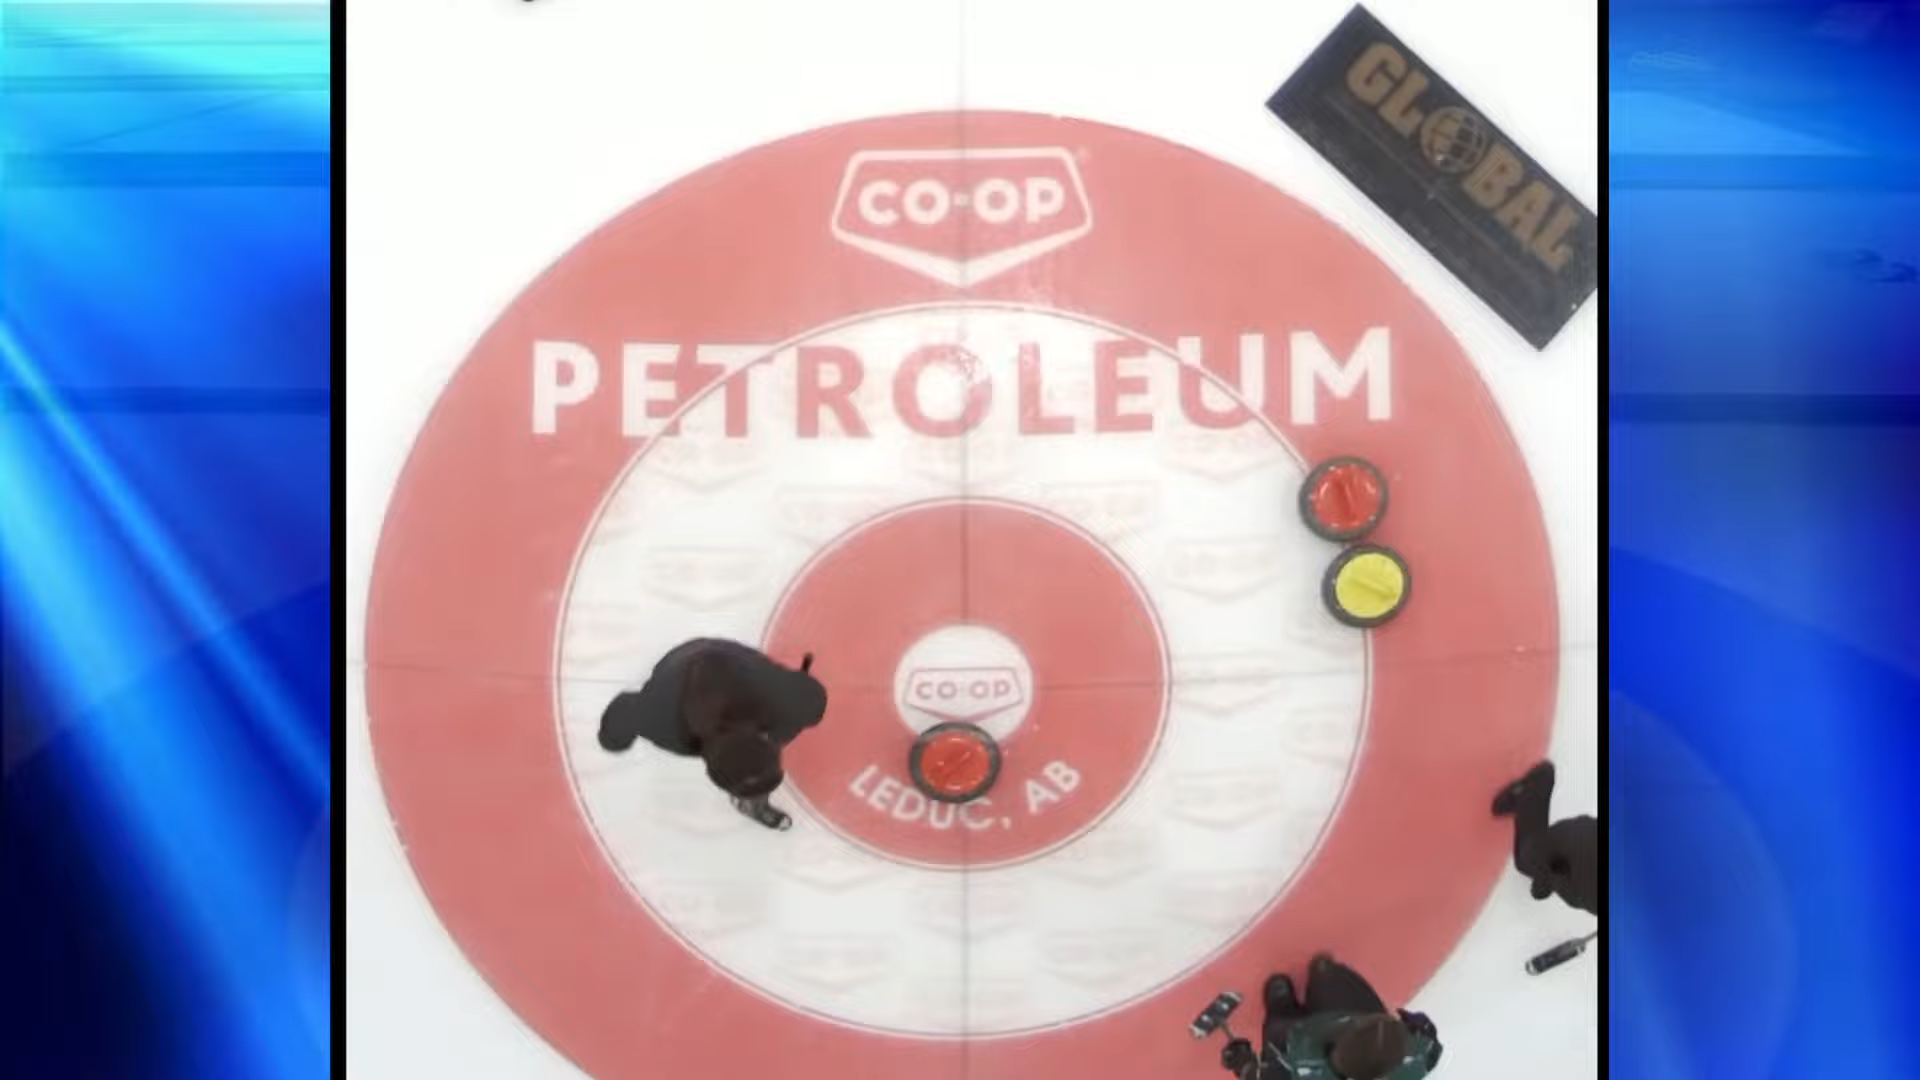 GLOBAL
CO-OP
PETROLEUM
CO-OP
LEDUC, AB